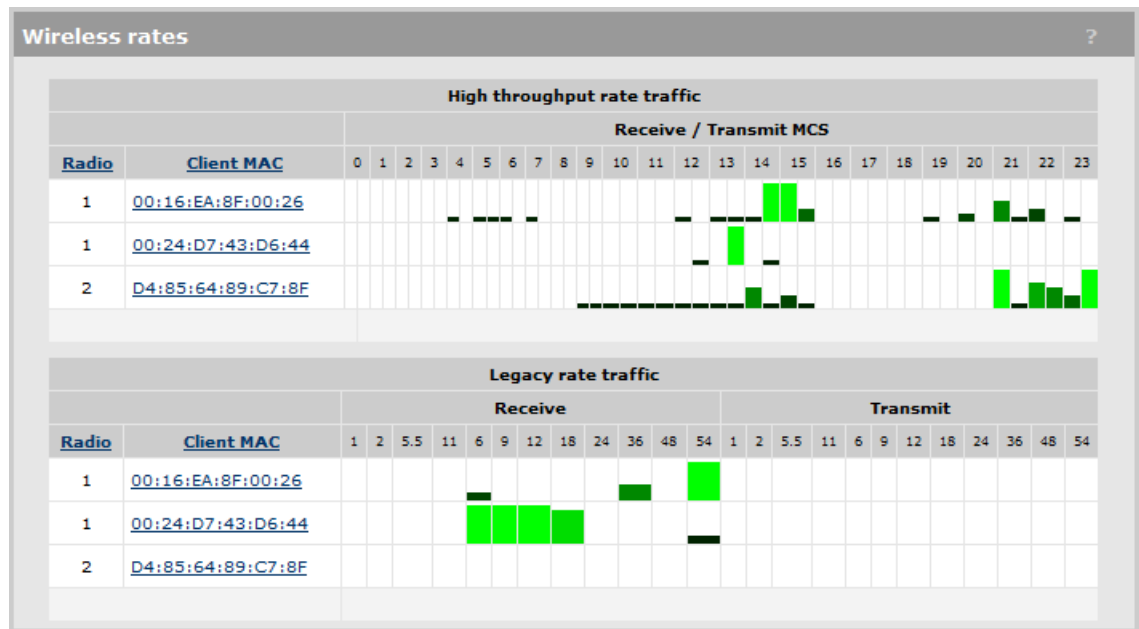 Wireless rates ?
High throughput rate traffic
Receive / Transmit MCS
Radio Client MAC 0 1 2 3 4 5 6 7 8 9 10 11 12 13 14 15 16 17 18 19 20 21 22 23
1 00:16:EA:8F:00:26
1 00:24:D7:43:D6:44
2 D4:85:64:89:C7:8F
Legacy rate traffic
Receive Transmit
Radio Client MAC 1 2 5.5 11 6 9 12 18 24 36 48 54 1 2 5.5 11 6 9 12 18 24 36 48 54
1 00:16:EA:8F:00:26
1 00:24:D7:43:D6:44
2 D4:85:64:89:C7:8F